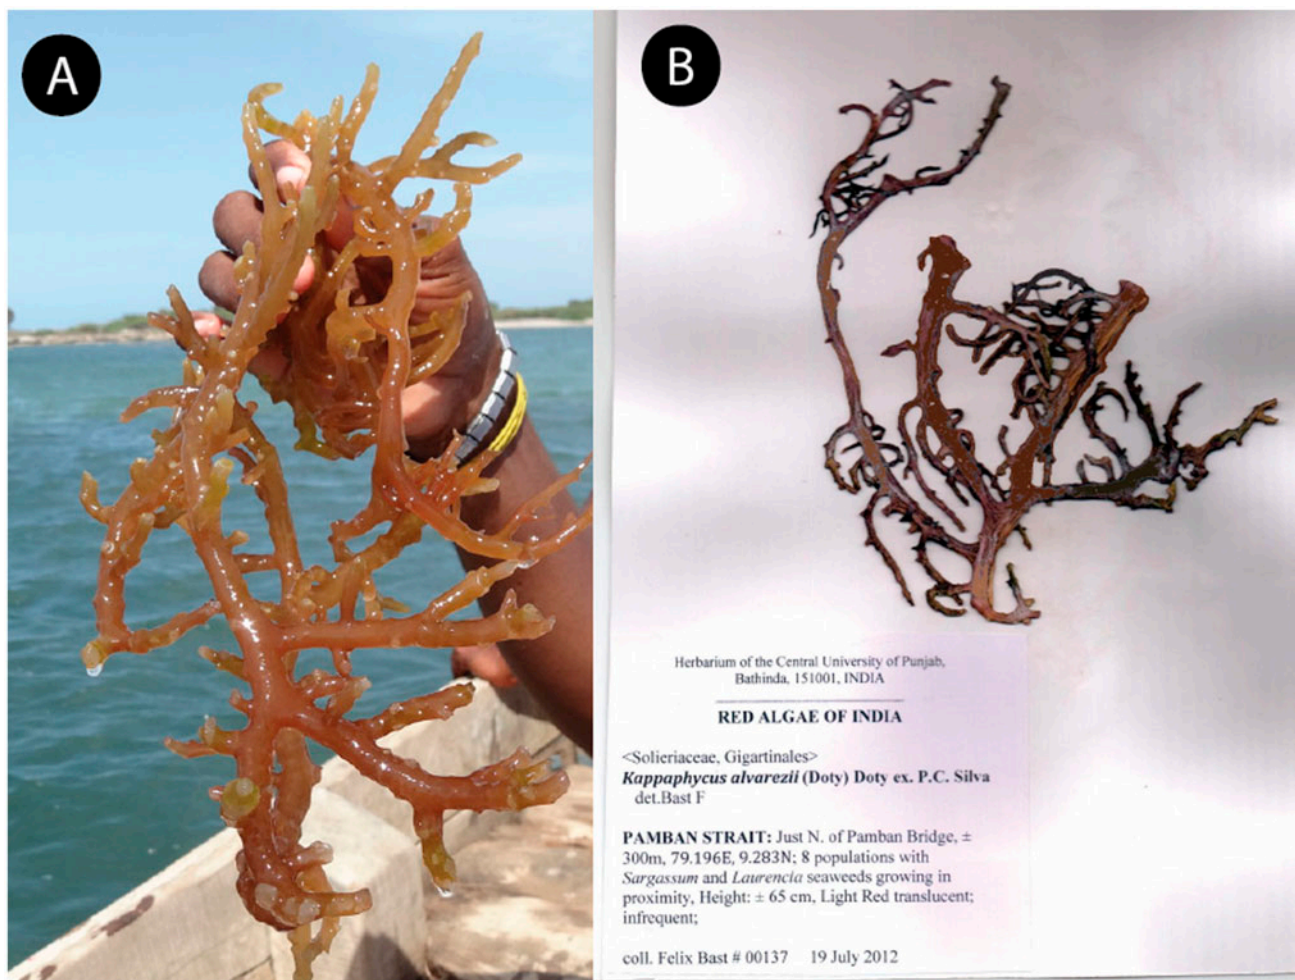 A
B
Herbarium of the Central University of Punjab,
Bathinda, 151001, INDIA
RED ALGAE OF INDIA
<Solieriaceae, Gigartinales>
Kappaphycus alvarezii (Doty) Doty ex. P.C. Silva
det.Bast F
PAMBAN STRAIT: Just N. of Pamban Bridge, ±
300m, 79.196E, 9.283N; 8 populations with
Sargassum and Laurencia seaweeds growing in
proximity, Height: ± 65 cm, Light Red translucent;
infrequent;
coll. Felix Bast # 00137 19 July 2012